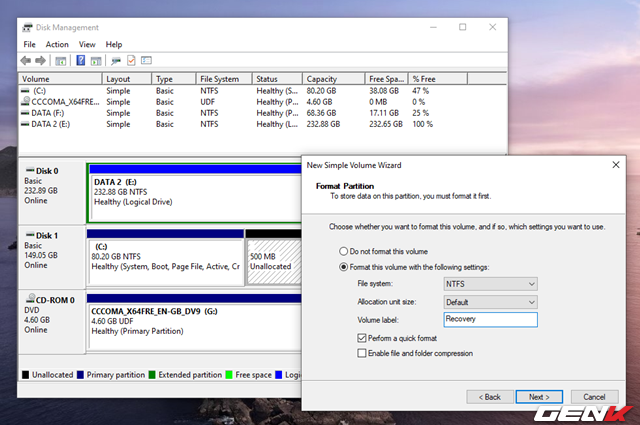 Disk Management
File Action View Help
Volume Layout Type File System Status Capacity Free Spa... % Free
(C:) Simple Basic NTFS Healthy (S... 80.20 GB 38.08 GB 47 %
CCCOMA_X64FRE... Simple Basic UDF Healthy (P... 4.60 GB 0 MB 0 %
DATA (F:) Simple Basic NTFS Healthy (P... 68.36 GB 17.11 GB 25 %
DATA 2 (E:) Simple Basic NTFS Healthy (L... 232.88 GB 232.65 GB 100 %
Disk 0
Basic
232.89 GB
Online
DATA 2 (E:)
232.88 GB NTFS
Healthy (Logical Drive)
Disk 1
Basic
149.05 GB
Online
(C:)
80.20 GB NTFS
Healthy (System, Boot, Page File, Active, Cr
500 MB
Unallocated
CD-ROM 0
DVD
4.60 GB
Online
CCCOMA_X64FRE_EN-GB_DV9 (G:)
4.60 GB UDF
Healthy (Primary Partition)
Unallocated Primary partition Extended partition Free space Logi
New Simple Volume Wizard
Format Partition
To store data on this partition, you must format it first.
Choose whether you want to format this volume, and if so, which settings you want to use.
Do not format this volume
Format this volume with the following settings:
File system: NTFS
Allocation unit size: Default
Volume label: Recovery
Perform a quick format
Enable file and folder compression
< Back Next > Cancel
GENK